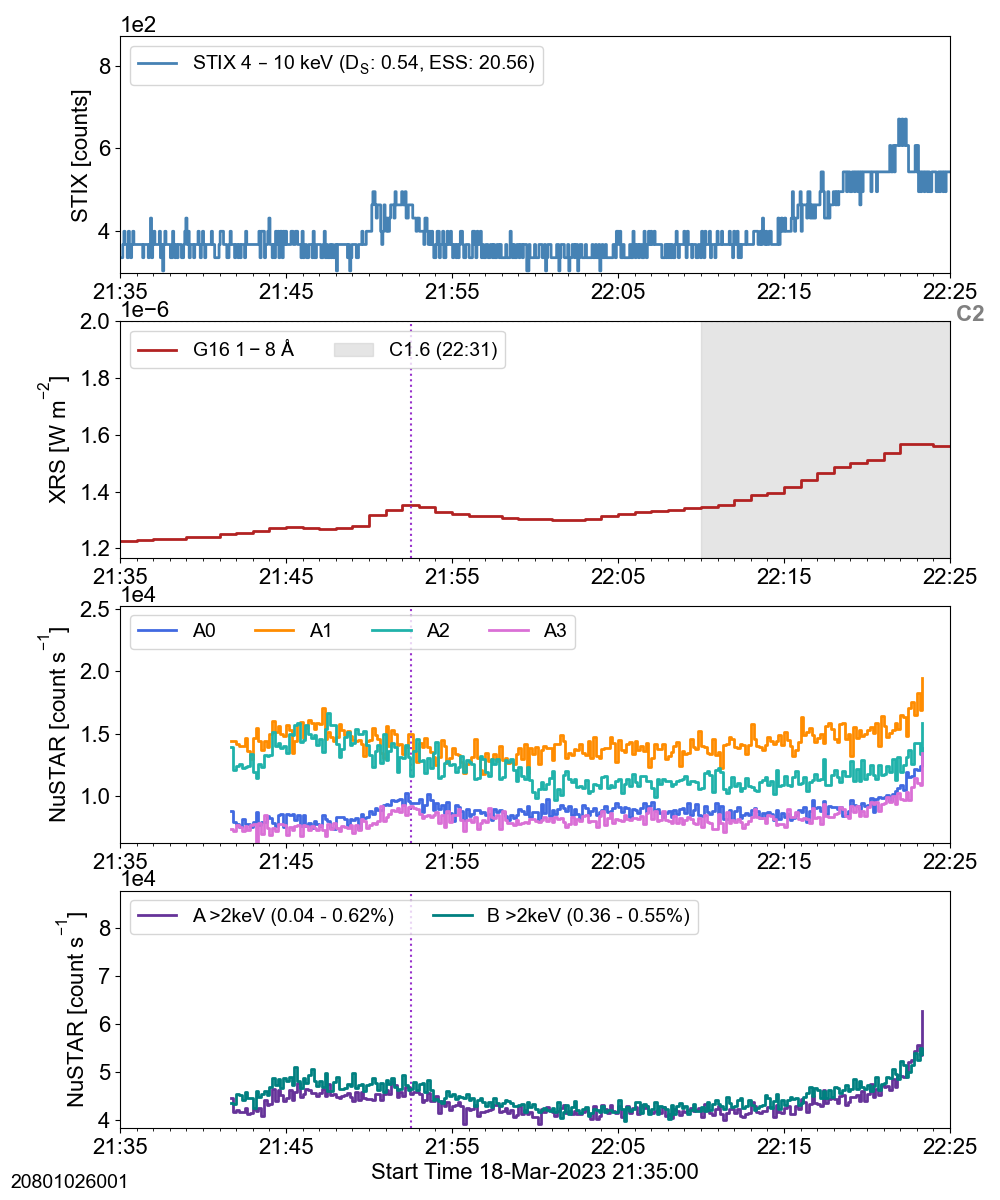 1e2
STIX 4 – 10 keV (DS: 0.54, ESS: 20.56)
8
6
4
STIX [counts]
21:35 21:45 21:55 22:05 22:15 22:25
1e−6
C2
G16 1 – 8 Å C1.6 (22:31)
2.0
1.8
1.6
1.4
1.2
XRS [W m−2]
21:35 21:45 21:55 22:05 22:15 22:25
1e4
A0 A1 A2 A3
2.5
2.0
1.5
1.0
NuSTAR [count s−1]
21:35 21:45 21:55 22:05 22:15 22:25
1e4
A >2keV (0.04 - 0.62%) B >2keV (0.36 - 0.55%)
8
7
6
5
4
NuSTAR [count s−1]
21:35 21:45 21:55 22:05 22:15 22:25
Start Time 18-Mar-2023 21:35:00
20801026001